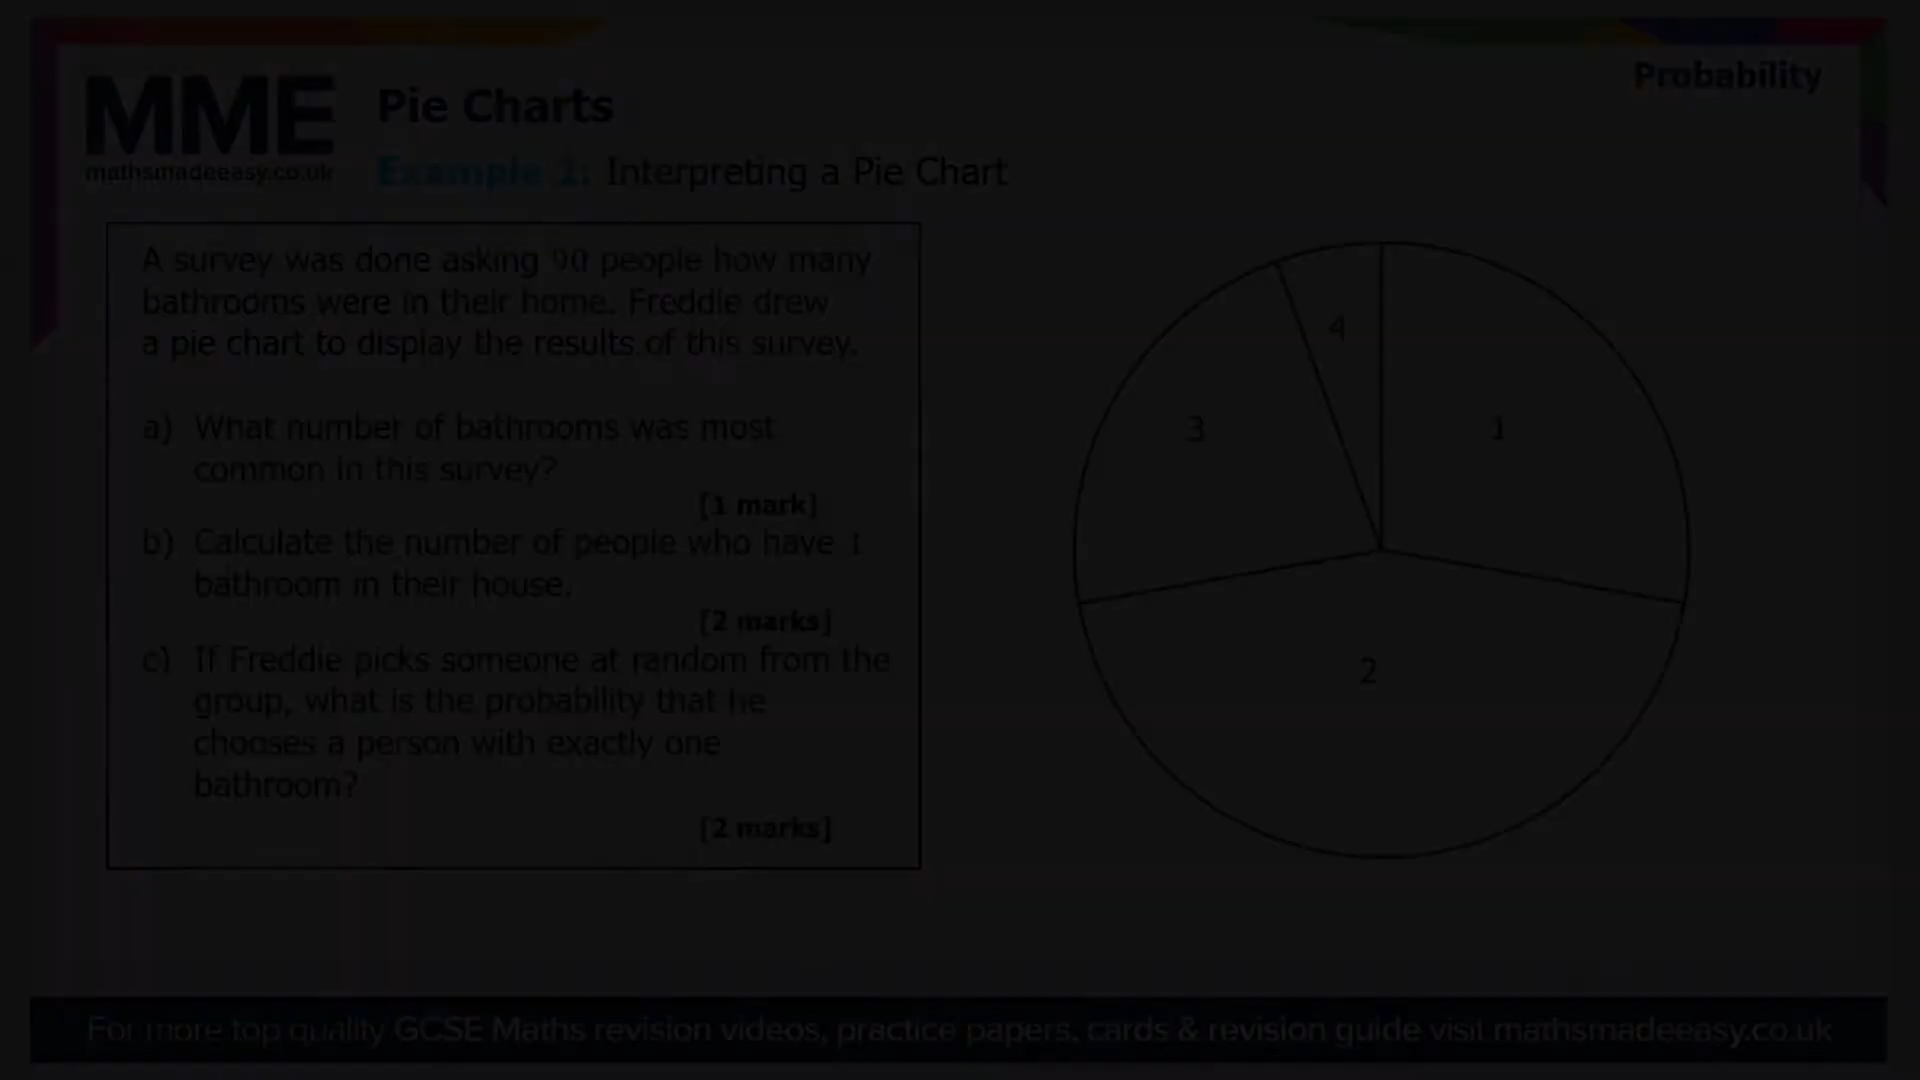 MME
mathsmadeeasy.co.uk
Pie Charts
Probability
Example 2: Interpreting a Pie Chart
A survey was done asking 90 people how many
bathrooms were in their home. Freddie drew
a pie chart to display the results of this survey.
a) What number of bathrooms was most
common in this survey?
[1 mark]
b) Calculate the number of people who have 1
bathroom in their house.
[2 marks]
c) If Freddie picks someone at random from the
group, what is the probability that he
chooses a person with exactly one
bathroom?
[2 marks]
4
3
1
2
For more top quality GCSE Maths revision videos, practice papers, cards & revision guide visit mathsmadeeasy.co.uk